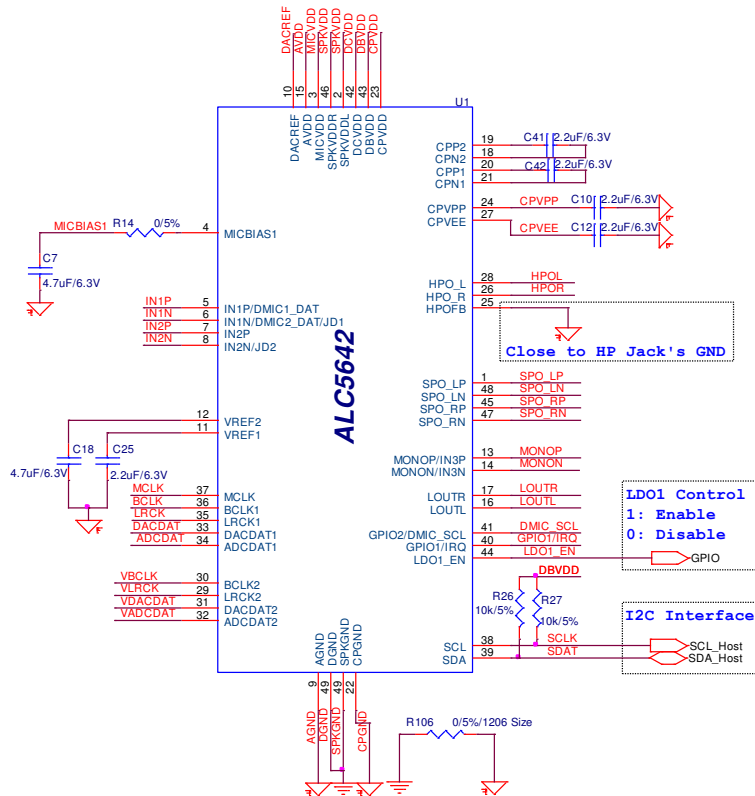 DACREF
AVDD
MICVDD
SPKVDD
SPKVDD
DCVDD
DBVDD
CPVDD
10
15
3
46
2
42
43
23
U1
DACREF
AVDD
MICVDD
SPKVDDR
SPKVDDL
DCVDD
DBVDD
CPVDD
CPP2 19 C41 2.2uF/6.3V
CPN2 18
CPP1 20 C42 2.2uF/6.3V
CPN1 21
CPVPP 24 CPVPP C10 2.2uF/6.3V
CPVEE 27 CPVEE C12 2.2uF/6.3V
MICBIAS1 R14 0/5% 4 MICBIAS1
C7
4.7uF/6.3V
HPO_L 28 HPOL
HPO_R 26 HPOR
HPOFB 25
Close to HP Jack's GND
IN1P 5 IN1P/DMIC1_DAT
IN1N 6 IN1N/DMIC2_DAT/JD1
IN2P 7 IN2P
IN2N 8 IN2N/JD2
ALC5642
SPO_LP 1 SPO_LP
SPO_LN 48 SPO_LN
SPO_RP 45 SPO_RP
SPO_RN 47 SPO_RN
12 VREF2
11 VREF1
C18
4.7uF/6.3V
C25
2.2uF/6.3V
MONOP/IN3P 13 MONOP
MONON/IN3N 14 MONON
LOUTR 17 LOUTR
LOUTL 16 LOUTL
MCLK 37 MCLK
BCLK 36 BCLK1
LRCK 35 LRCK1
DACDAT 33 DACDAT1
ADCDAT 34 ADCDAT1
GPIO2/DMIC_SCL 41 DMIC_SCL
GPIO1/IRQ 40 GPIO1/IRQ
LDO1_EN 44 LDO1_EN
LDO1 Control
1: Enable
0: Disable
GPIO
VBCLK 30 BCLK2
VLRCK 29 LRCK2
VDACDAT 31 DACDAT2
VADCDAT 32 ADCDAT2
DBVDD
R26
10k/5%
R27
10k/5%
I2C Interface
SCL 38 SCLK SCL_Host
SDA 39 SDAT SDA_Host
AGND
DGND
SPKGND
CPGND
9
49
49
22
AGND
DGND
SPKGND
CPGND
R106 0/5%/1206 Size